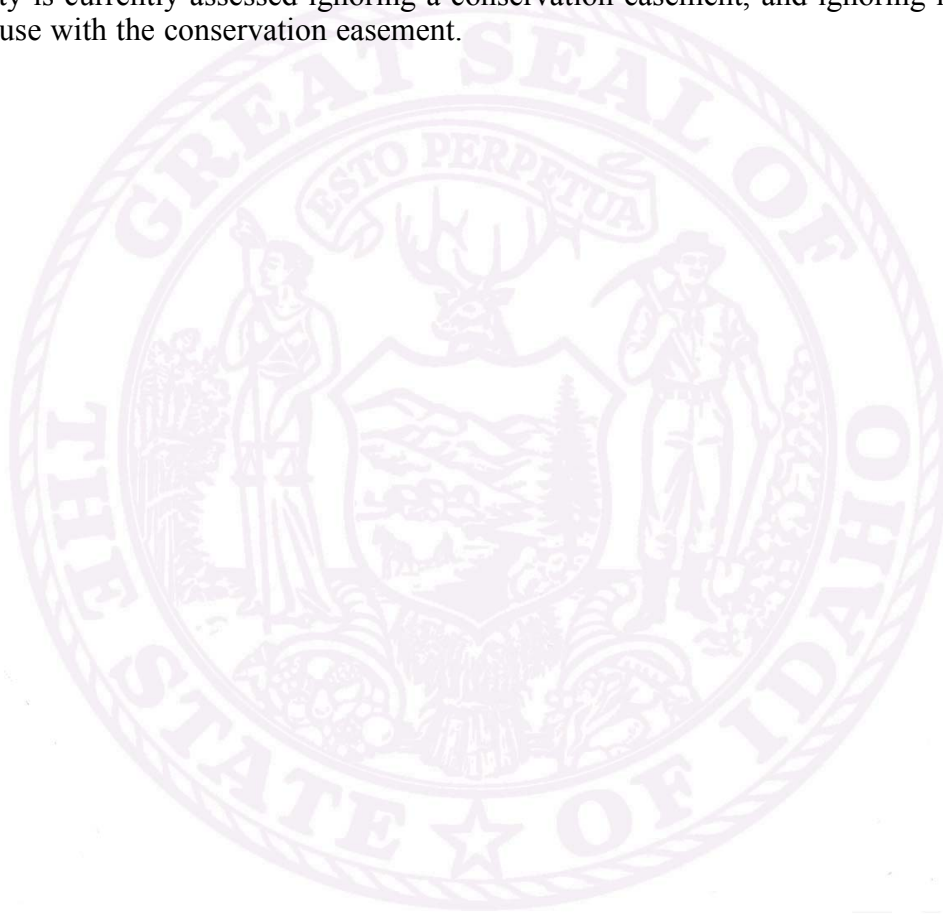 ty is currently assessed ignoring a conservation easement, and ignoring
use with the conservation easement.
THE GREAT SEAL OF
ESTO PERPETUA
THE STATE OF IDAHO